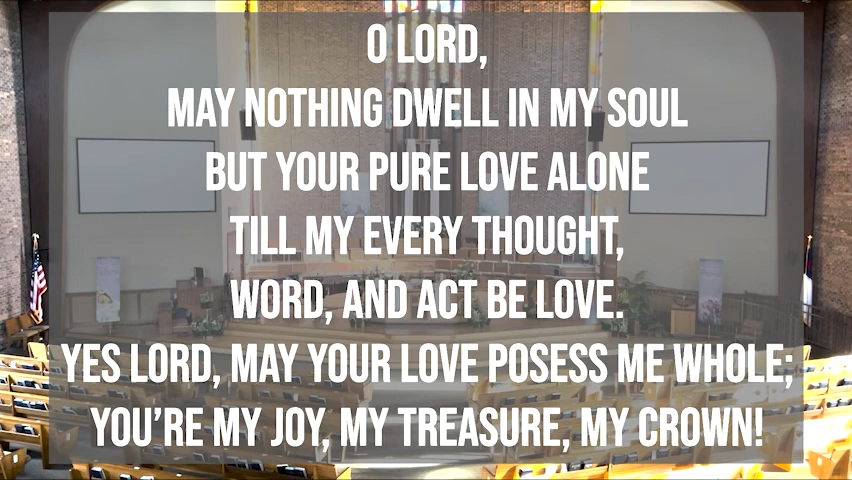 O LORD,
MAY NOTHING DWELL IN MY SOUL
BUT YOUR PURE LOVE ALONE
TILL MY EVERY THOUGHT,
WORD, AND ACT BE LOVE.
YES LORD, MAY YOUR LOVE POSESS ME WHOLE;
YOU'RE MY JOY, MY TREASURE, MY CROWN!